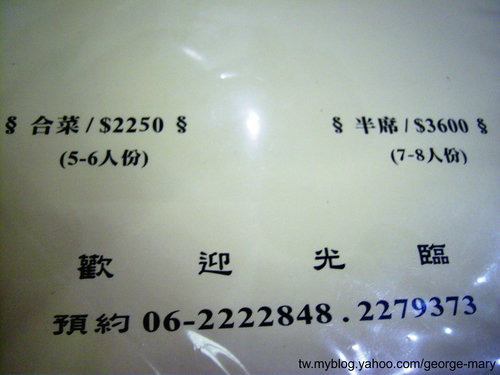 § 合菜 / $2250 § § 半席 / $3600 §
(5-6人份) (7-8人份)
歡 迎 光 臨
預約 06-2222848 . 2279373
tw.myblog.yahoo.com/george-mary